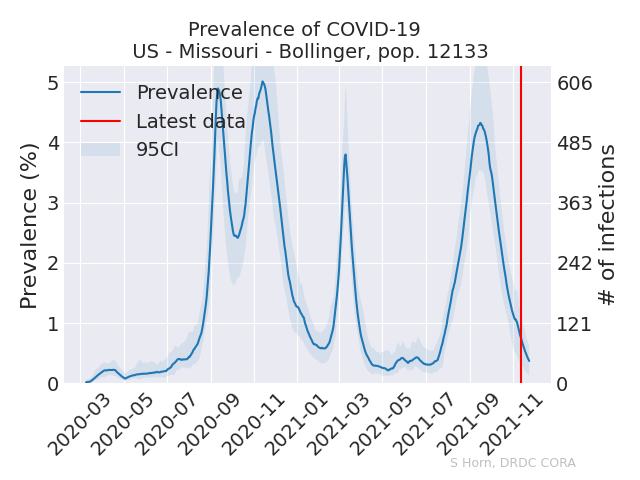 Prevalence of COVID-19
US - Missouri - Bollinger, pop. 12133
Prevalence
Latest data
95CI
Prevalence (%)
5
4
3
2
1
0
# of infections
606
485
363
242
121
0
2020-03
2020-05
2020-07
2020-09
2020-11
2021-01
2021-03
2021-05
2021-07
2021-09
2021-11
S Horn, DRDC CORA